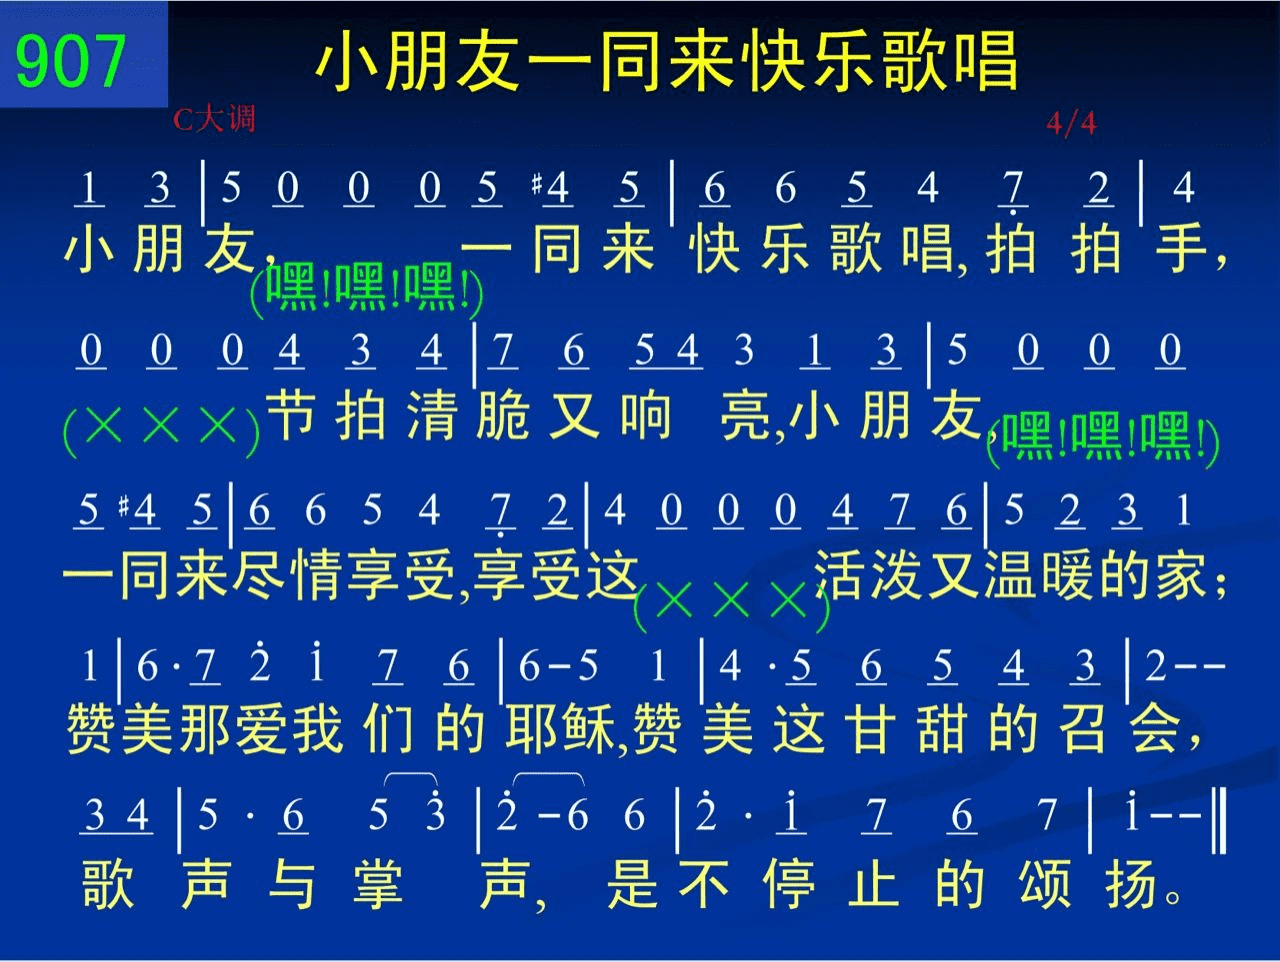 907
小朋友一同来快乐歌唱
C大调 4/4
1 3 | 5 0 0 0 5 #4 5 | 6 6 5 4 7̣ 2 | 4
小 朋 友, 一 同 来 快 乐 歌 唱, 拍 拍 手,
(嘿!嘿!嘿!)
0 0 0 4 3 4 | 7 6 5 4 3 1 3 | 5 0 0 0
(× × ×) 节 拍 清 脆 又 响 亮,小 朋 友, (嘿!嘿!嘿!)
5 #4 5 | 6 6 5 4 7̣ 2 | 4 0 0 0 4 7 6 | 5 2 3 1
一同来尽情享受,享受这 (× × ×) 活泼又温暖的家;
1 | 6 · 7 2̇ 1̇ 7 6 | 6 – 5 1 | 4 · 5 6 5 4 3 | 2 – –
赞美那爱我 们 的 耶稣,赞 美 这 甘 甜 的 召 会,
3 4 | 5 · 6 5 3̇ | 2̇ – 6 6 | 2̇ · 1̇ 7 6 7 | 1̇ – – ‖
歌 声 与 掌 声, 是 不 停 止 的 颂 扬。